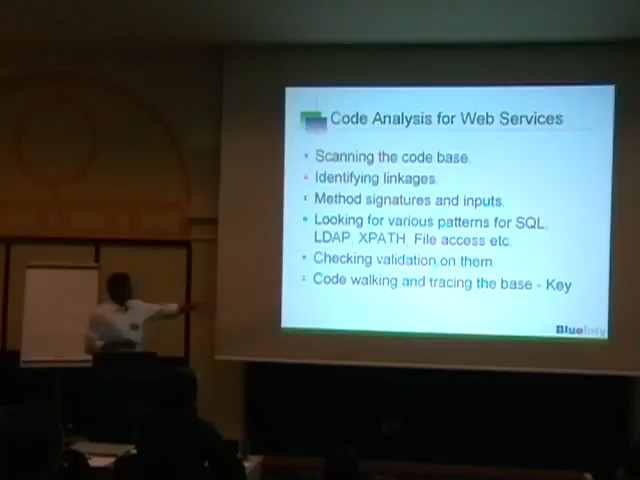 Code Analysis for Web Services
Scanning the code base.
Identifying linkages.
Method signatures and inputs.
Looking for various patterns for SQL,
LDAP, XPATH, File access etc.
Checking validation on them
Code walking and tracing the base - Key